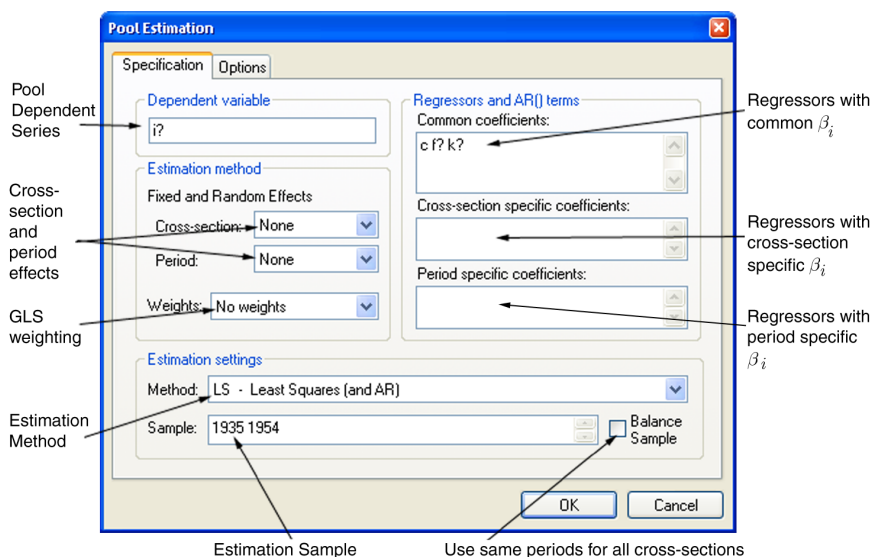 Pool Estimation
Specification
Options
Pool
Dependent
Series
Dependent variable
i?
Estimation method
Fixed and Random Effects
Cross-section:
None
Period:
None
Weights:
No weights
Cross-
section
and
period
effects
GLS
weighting
Regressors and AR() terms
Common coefficients:
c f? k?
Cross-section specific coefficients:
Period specific coefficients:
Regressors with
common βi
Regressors with
cross-section
specific βi
Regressors with
period specific
βi
Estimation settings
Method:
LS - Least Squares (and AR)
Sample:
1935 1954
Balance
Sample
Estimation
Method
OK
Cancel
Estimation Sample
Use same periods for all cross-sections